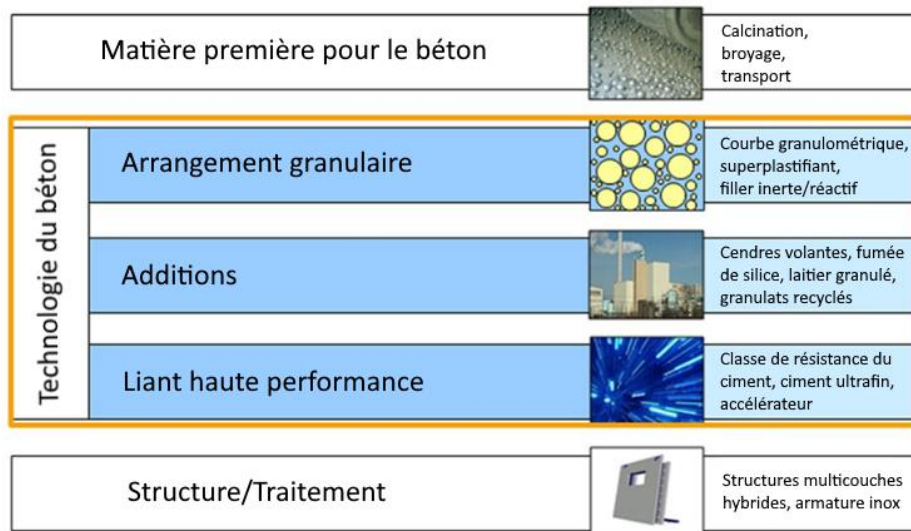 Matière première pour le béton
Calcination,
broyage,
transport
Technologie du béton
Arrangement granulaire
Courbe granulométrique,
superplastifiant,
filler inerte/réactif
Additions
Cendres volantes, fumée
de silice, laitier granulé,
granulats recyclés
Liant haute performance
Classe de résistance du
ciment, ciment ultrafin,
accélérateur
Structure/Traitement
Structures multicouches
hybrides, armature inox